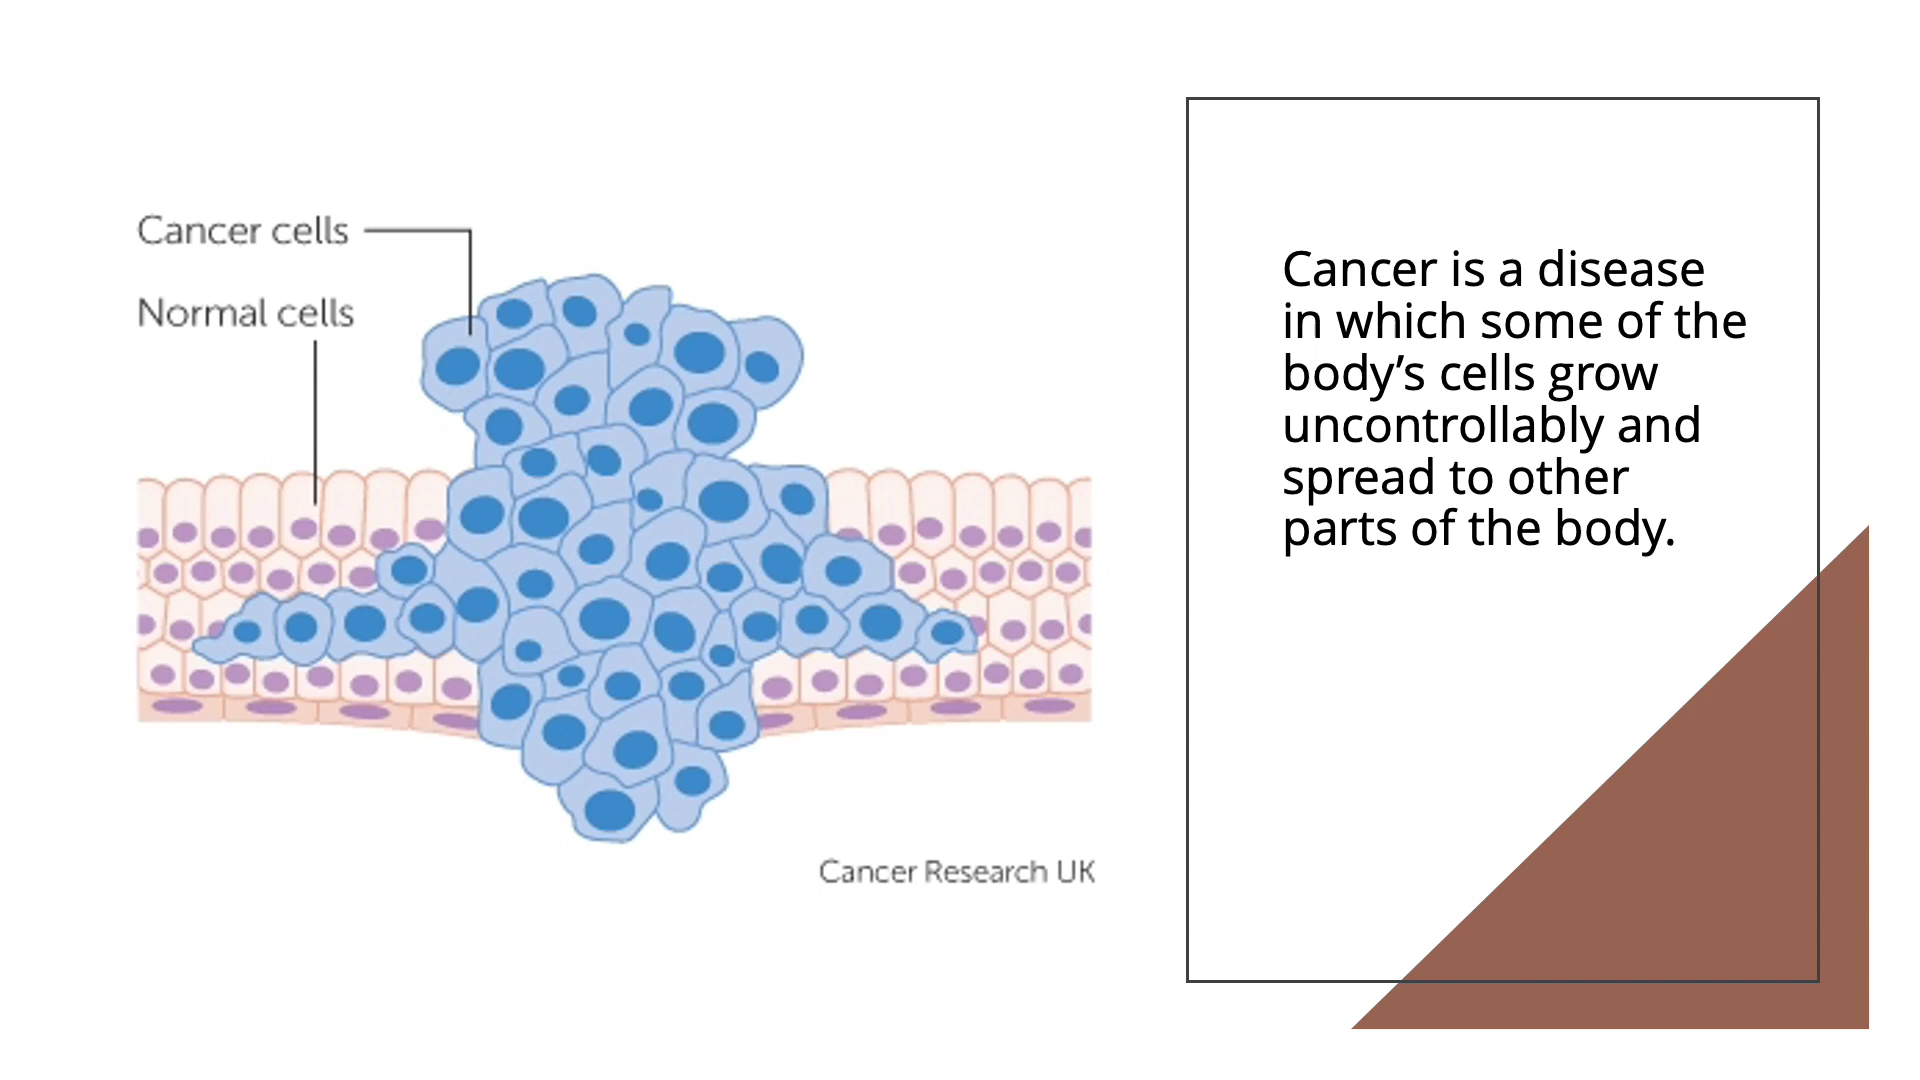 Cancer cells
Normal cells
Cancer Research UK
Cancer is a disease
in which some of the
body’s cells grow
uncontrollably and
spread to other
parts of the body.